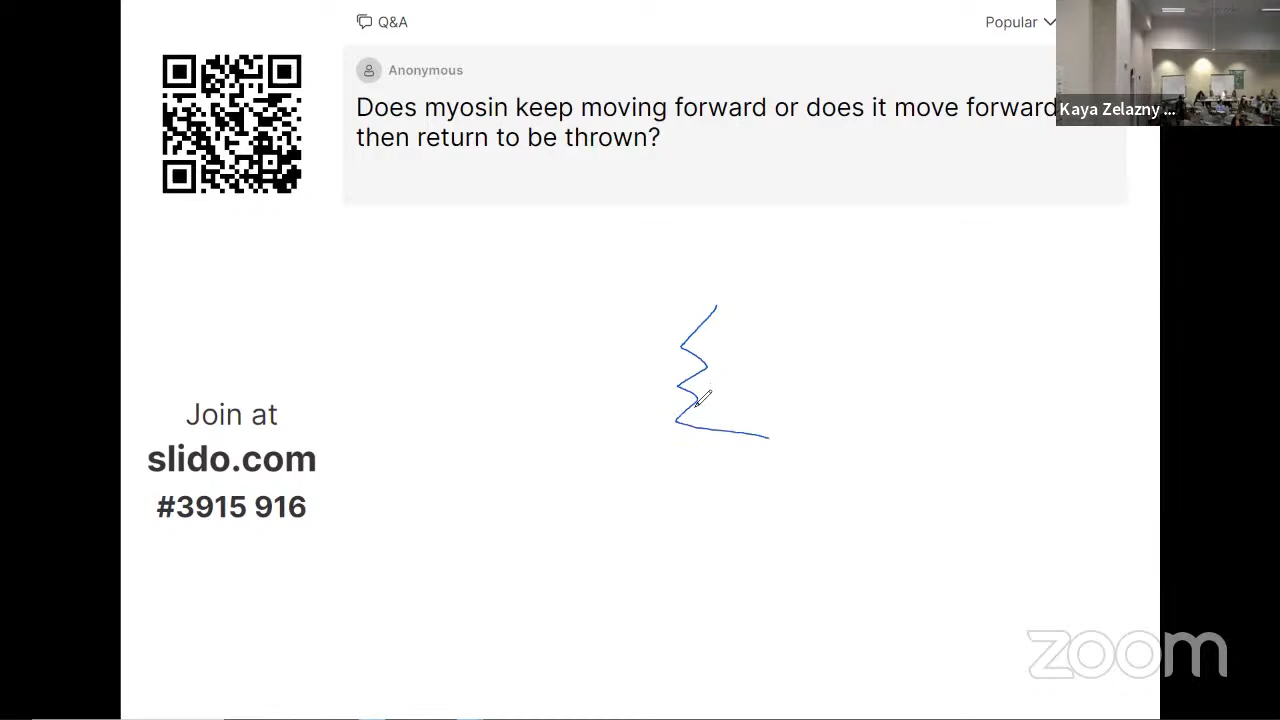 Q&A
Popular
Anonymous
Does myosin keep moving forward or does it move forward
then return to be thrown?
Kaya Zelazny ...
Join at
slido.com
#3915 916
zoom